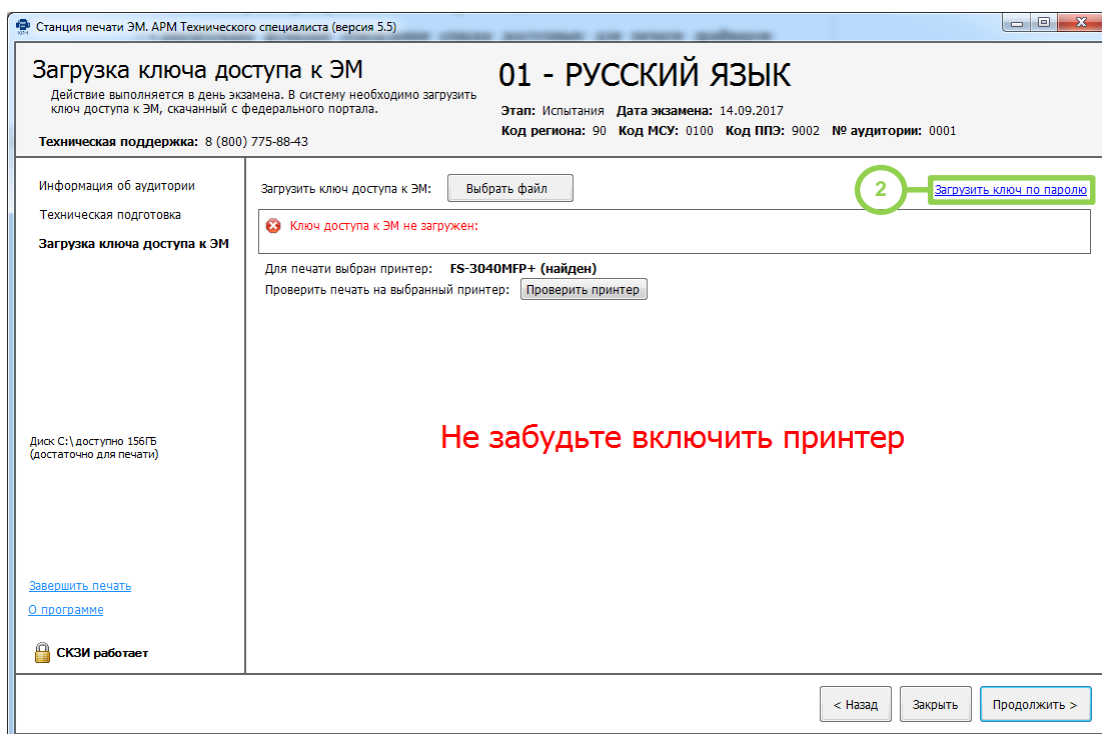 Станция печати ЭМ. АРМ Технического специалиста (версия 5.5)
Загрузка ключа доступа к ЭМ
Действие выполняется в день экзамена. В систему необходимо загрузить
ключ доступа к ЭМ, скачанный с федерального портала.
Техническая поддержка: 8 (800) 775-88-43
01 - РУССКИЙ ЯЗЫК
Этап: Испытания Дата экзамена: 14.09.2017
Код региона: 90 Код МСУ: 0100 Код ППЭ: 9002 № аудитории: 0001
Информация об аудитории
Техническая подготовка
Загрузка ключа доступа к ЭМ
Диск C:\ доступно 156ГБ
(достаточно для печати)
Завершить печать
О программе
СКЗИ работает
Загрузить ключ доступа к ЭМ: Выбрать файл
2 Загрузить ключ по паролю
Ключ доступа к ЭМ не загружен:
Для печати выбран принтер: FS-3040MFP+ (найден)
Проверить печать на выбранный принтер: Проверить принтер
Не забудьте включить принтер
< Назад Закрыть Продолжить >